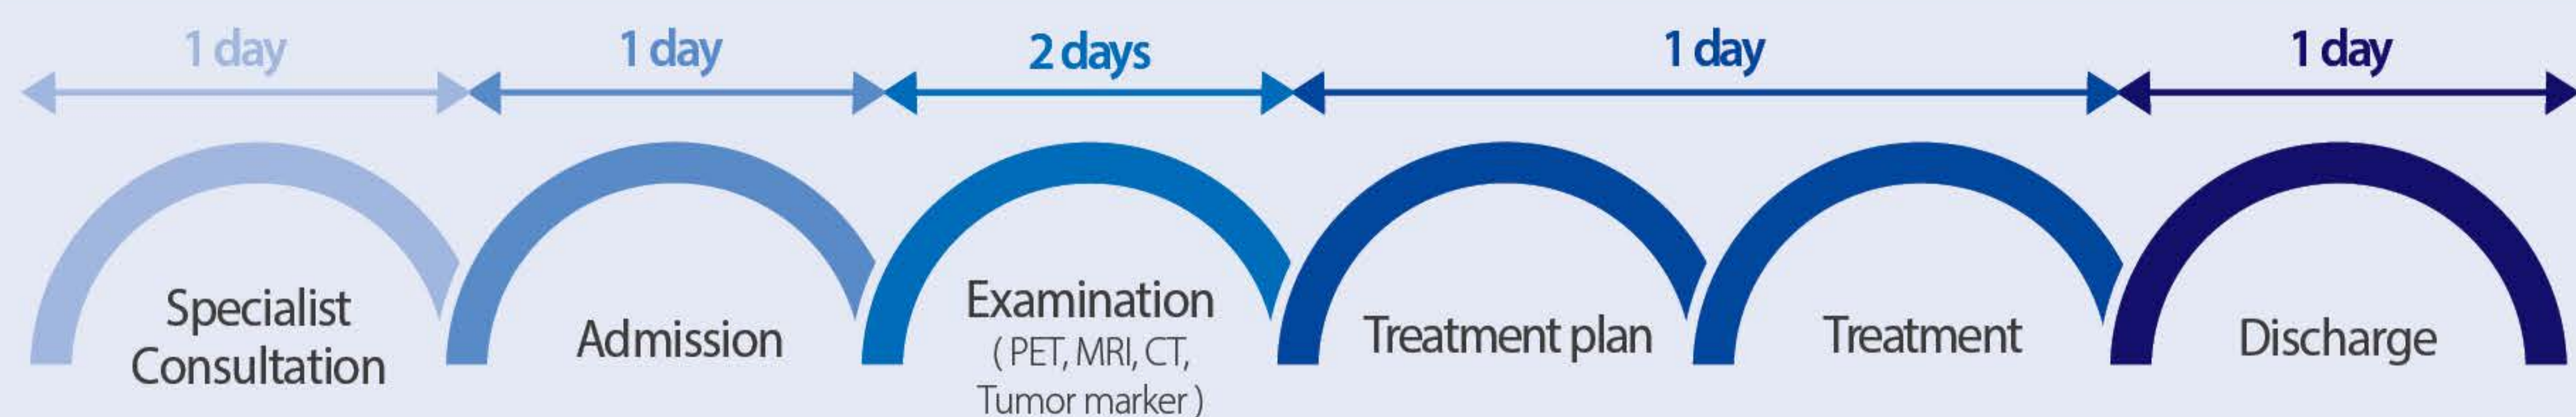 1 day
1 day
2 days
1 day
1 day
Specialist
Consultation
Admission
Examination
( PET, MRI, CT,
Tumor marker )
Treatment plan
Treatment
Discharge